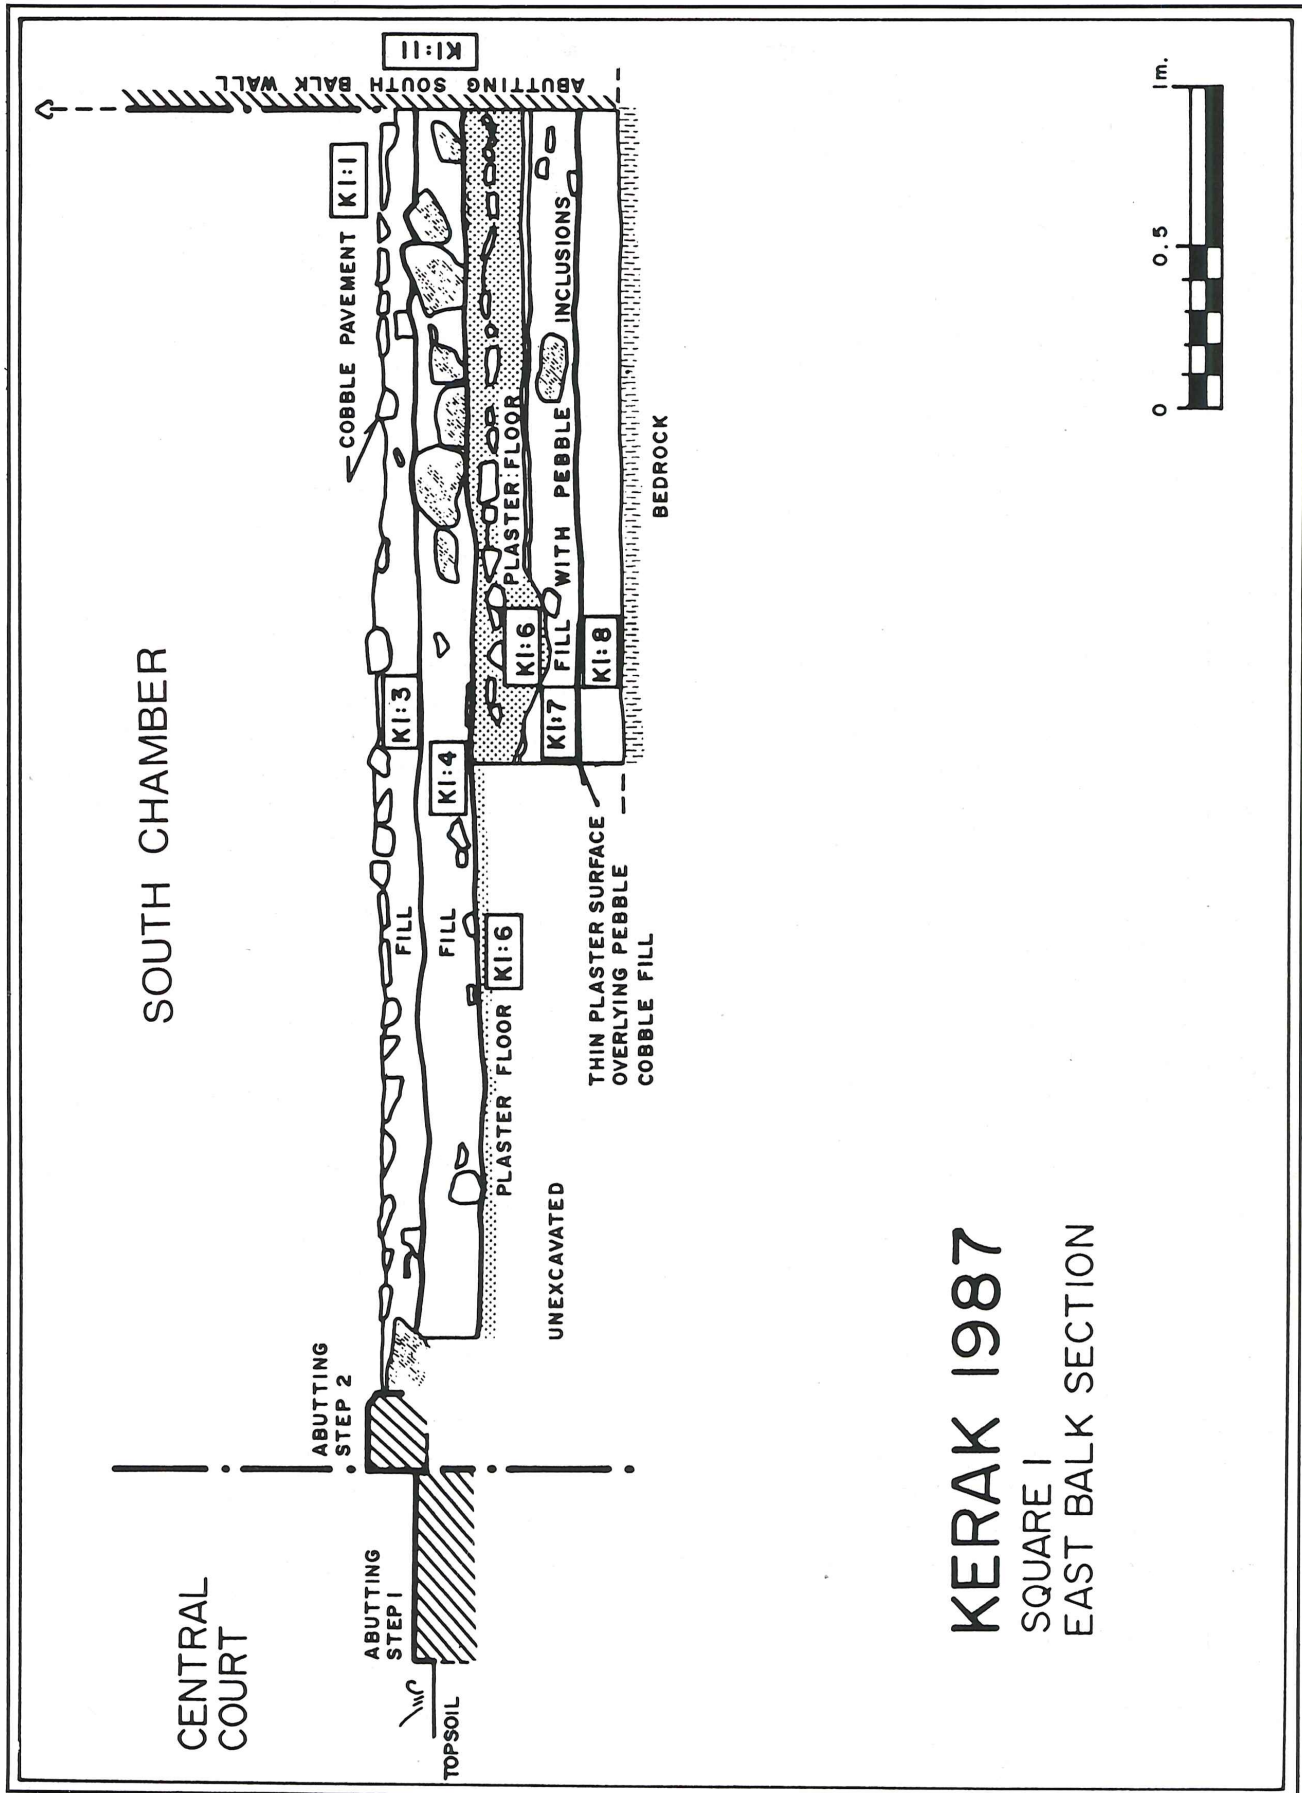 CENTRAL
COURT
SOUTH CHAMBER
TOPSOIL
ABUTTING
STEP 1
ABUTTING
STEP 2
COBBLE PAVEMENT
K1:1
K1:11
ABUTTING SOUTH BALK WALL
FILL
K1:3
FILL
K1:4
PLASTER FLOOR
K1:6
PLASTER FLOOR
K1:6
FILL WITH PEBBLE INCLUSIONS
K1:7
K1:8
UNEXCAVATED
THIN PLASTER SURFACE
OVERLYING PEBBLE
COBBLE FILL
BEDROCK
KERAK 1987
SQUARE 1
EAST BALK SECTION
0
0.5
1m.